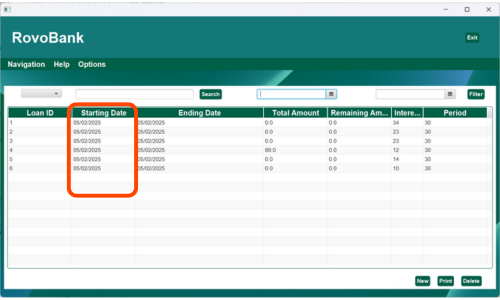 RovoBank
Exit
Navigation Help Options
Search
Filter
Loan ID Starting Date Ending Date Total Amount Remaining Am... Intere... Period
1 05/02/2025 05/02/2025 0.0 0.0 34 30
2 05/02/2025 05/02/2025 0.0 0.0 23 30
3 05/02/2025 05/02/2025 0.0 0.0 23 30
4 05/02/2025 05/02/2025 89.0 0.0 12 30
5 05/02/2025 05/02/2025 0.0 0.0 14 30
6 05/02/2025 05/02/2025 0.0 0.0 10 30
New Print Delete